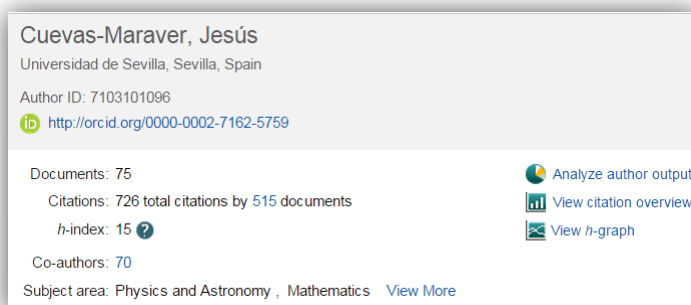 Cuevas-Maraver, Jesús
Universidad de Sevilla, Sevilla, Spain
Author ID: 7103101096
iD http://orcid.org/0000-0002-7162-5759
Documents: 75
Analyze author output
Citations: 726 total citations by 515 documents
View citation overview
h-index: 15 ?
View h-graph
Co-authors: 70
Subject area: Physics and Astronomy , Mathematics View More